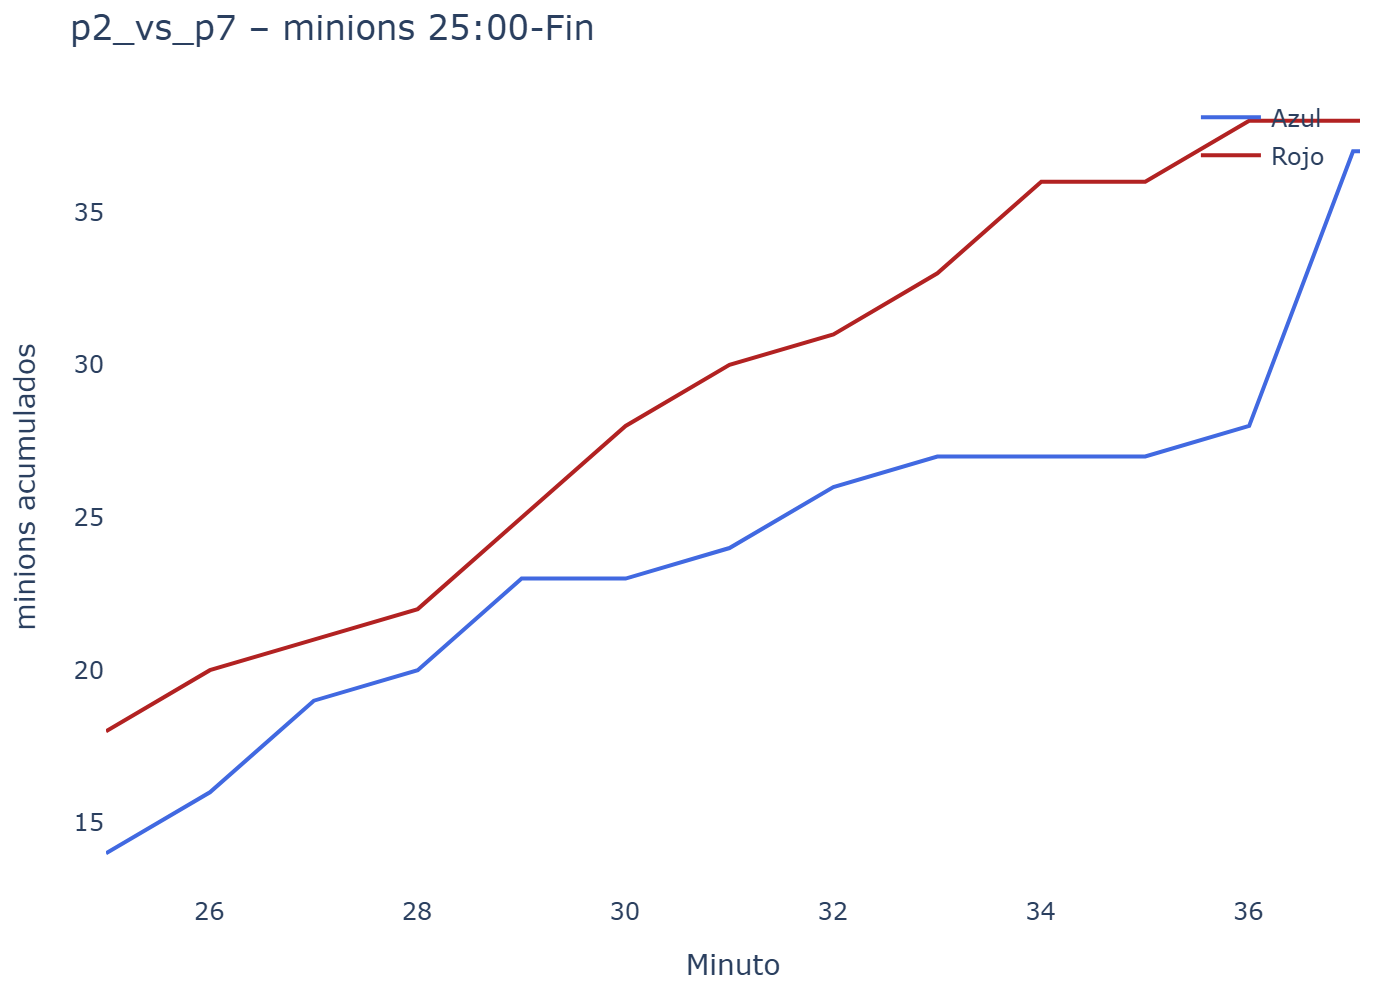 p2_vs_p7 – minions 25:00-Fin
Azul
Rojo
35
30
25
20
15
minions acumulados
26 28 30 32 34 36
Minuto